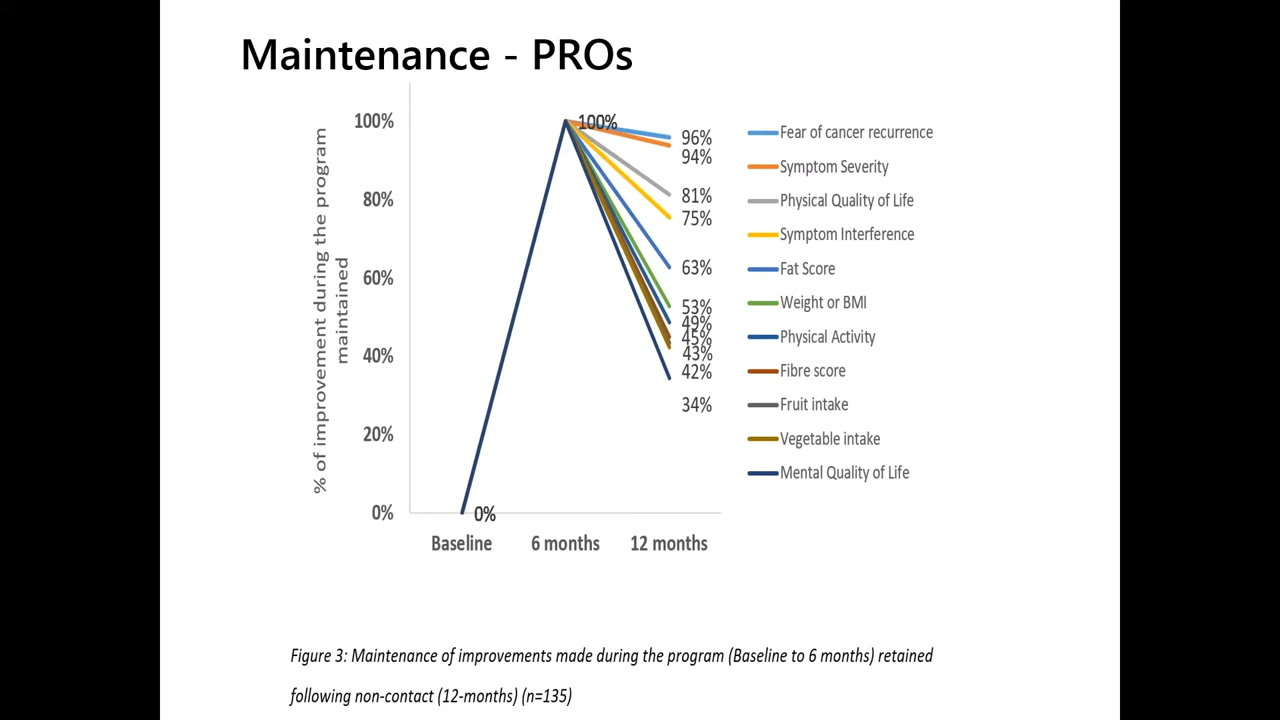 Maintenance - PROs
% of improvement during the program
maintained
100%
80%
60%
40%
20%
0%
100%
0%
96%
94%
81%
75%
63%
53%
49%
45%
43%
42%
34%
Baseline
6 months
12 months
Fear of cancer recurrence
Symptom Severity
Physical Quality of Life
Symptom Interference
Fat Score
Weight or BMI
Physical Activity
Fibre score
Fruit intake
Vegetable intake
Mental Quality of Life
Figure 3: Maintenance of improvements made during the program (Baseline to 6 months) retained
following non-contact (12-months) (n=135)